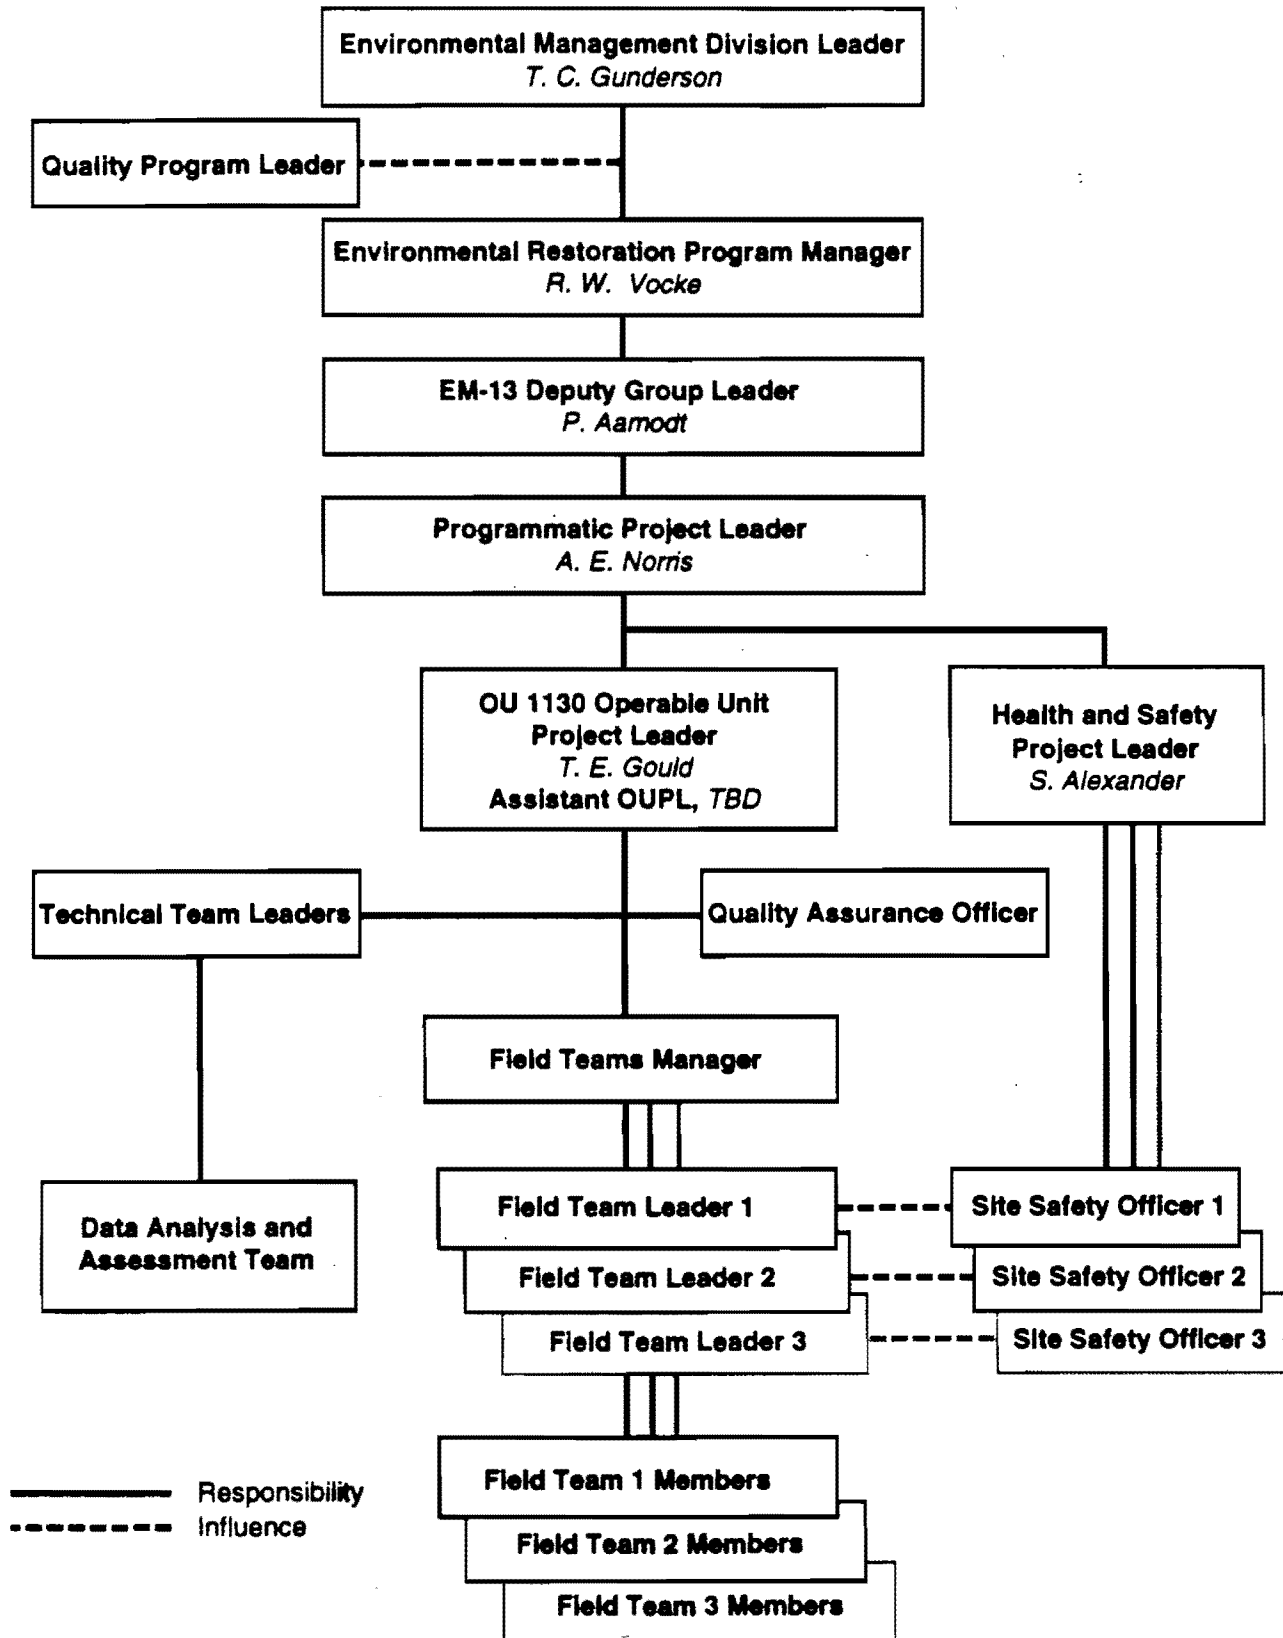 Environmental Management Division Leader
T. C. Gunderson
Quality Program Leader
Environmental Restoration Program Manager
R. W. Vocke
EM-13 Deputy Group Leader
P. Aamodt
Programmatic Project Leader
A. E. Norris
OU 1130 Operable Unit
Project Leader
T. E. Gould
Assistant OUPL, TBD
Health and Safety
Project Leader
S. Alexander
Technical Team Leaders
Quality Assurance Officer
Field Teams Manager
Field Team Leader 1
Site Safety Officer 1
Data Analysis and
Assessment Team
Field Team Leader 2
Site Safety Officer 2
Field Team Leader 3
Site Safety Officer 3
Field Team 1 Members
Responsibility
Influence
Field Team 2 Members
Field Team 3 Members